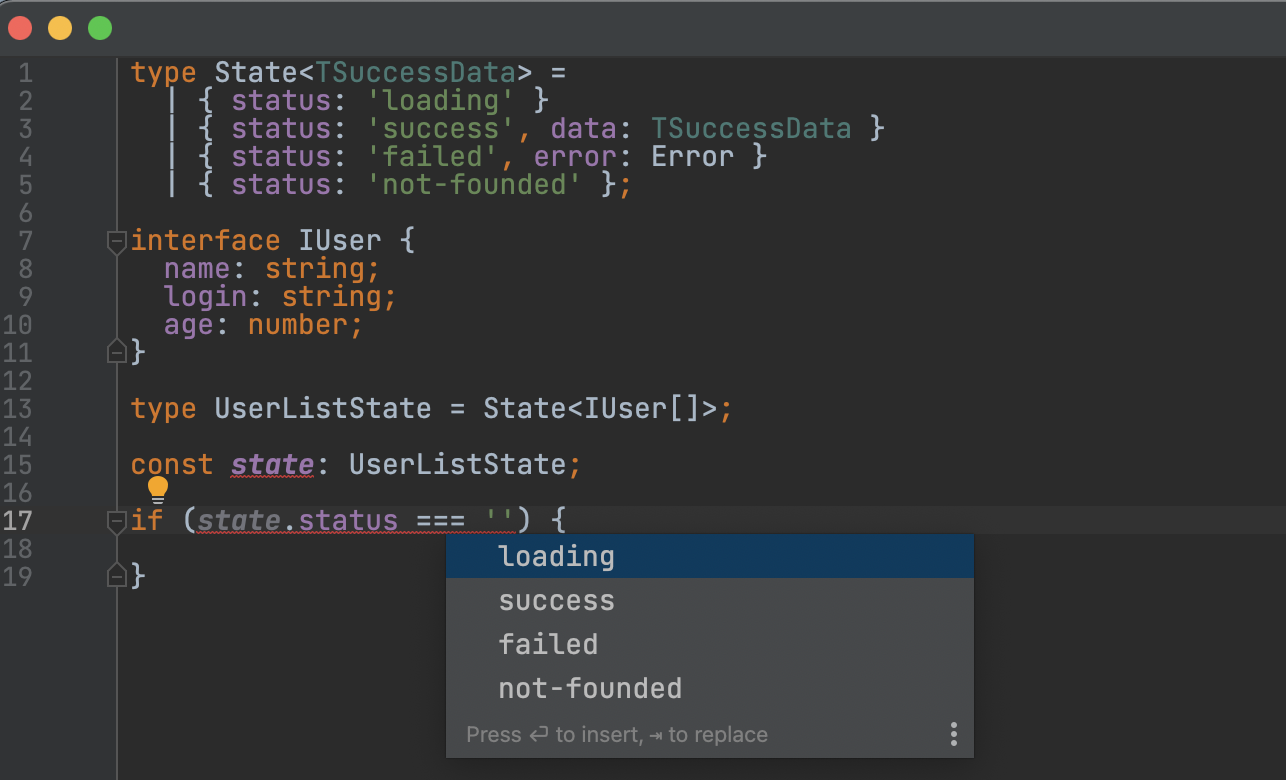 1 type State<TSuccessData> =
2 | { status: 'loading' }
3 | { status: 'success', data: TSuccessData }
4 | { status: 'failed', error: Error }
5 | { status: 'not-founded' };
6
7 interface IUser {
8 name: string;
9 login: string;
10 age: number;
11 }
12
13 type UserListState = State<IUser[]>;
14
15 const state: UserListState;
16
17 if (state.status === '') {
18
19 }
loading
success
failed
not-founded
Press ⏎ to insert, ⇥ to replace